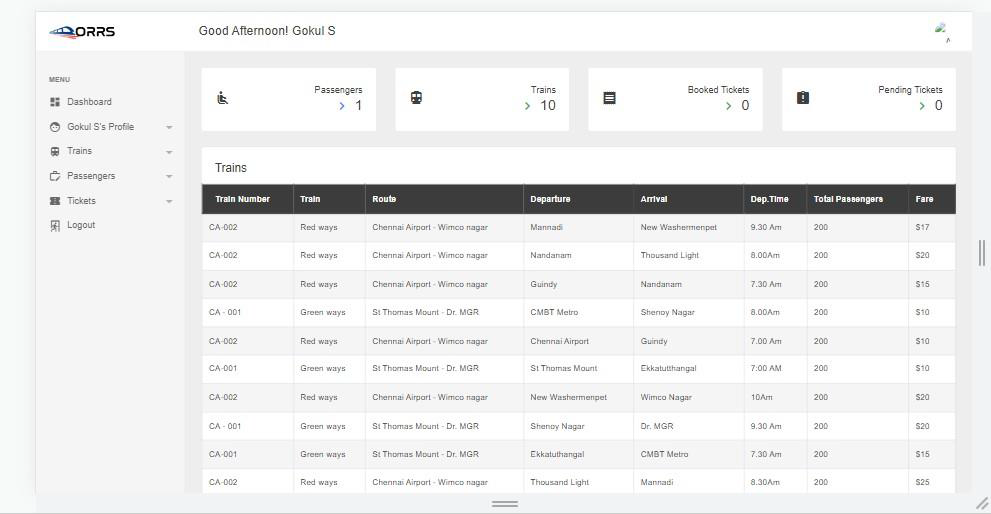 ORRS
Good Afternoon! Gokul S
MENU
Dashboard
Gokul S's Profile
Trains
Passengers
Tickets
Logout
Passengers
1
Trains
10
Booked Tickets
0
Pending Tickets
0
Trains
Train Number Train Route Departure Arrival Dep.Time Total Passengers Fare
CA-002 Red ways Chennai Airport - Wimco nagar Mannadi New Washermenpet 9.30 Am 200 $17
CA-002 Red ways Chennai Airport - Wimco nagar Nandanam Thousand Light 8.00Am 200 $20
CA-002 Red ways Chennai Airport - Wimco nagar Guindy Nandanam 7.30 Am 200 $15
CA - 001 Green ways St Thomas Mount - Dr. MGR CMBT Metro Shenoy Nagar 8.00Am 200 $10
CA-002 Red ways Chennai Airport - Wimco nagar Chennai Airport Guindy 7.00 Am 200 $10
CA-001 Green ways St Thomas Mount - Dr. MGR St Thomas Mount Ekkatutthangal 7:00 AM 200 $10
CA-002 Red ways Chennai Airport - Wimco nagar New Washermenpet Wimco Nagar 10Am 200 $20
CA - 001 Green ways St Thomas Mount - Dr. MGR Shenoy Nagar Dr. MGR 9.30 Am 200 $20
CA-001 Green ways St Thomas Mount - Dr. MGR Ekkatuthangal CMBT Metro 7.30 Am 200 $15
CA-002 Red ways Chennai Airport - Wimco nagar Thousand Light Mannadi 8.30Am 200 $25